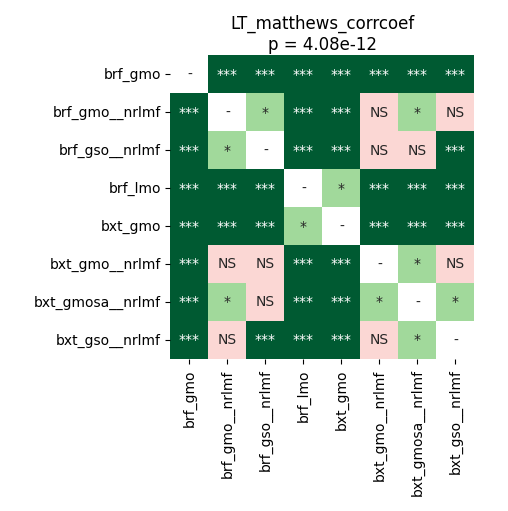 LT_matthews_corrcoef
p = 4.08e-12
brf_gmo - *** *** *** *** *** *** ***
brf_gmo__nrlmf *** - * *** *** NS * NS
brf_gso__nrlmf *** * - *** *** NS NS ***
brf_lmo *** *** *** - * *** *** ***
bxt_gmo *** *** *** * - *** *** ***
bxt_gmo__nrlmf *** NS NS *** *** - * NS
bxt_gmosa__nrlmf *** * NS *** *** * - *
bxt_gso__nrlmf *** NS *** *** *** NS * -
brf_gmo
brf_gmo__nrlmf
brf_gso__nrlmf
brf_lmo
bxt_gmo
bxt_gmo__nrlmf
bxt_gmosa__nrlmf
bxt_gso__nrlmf